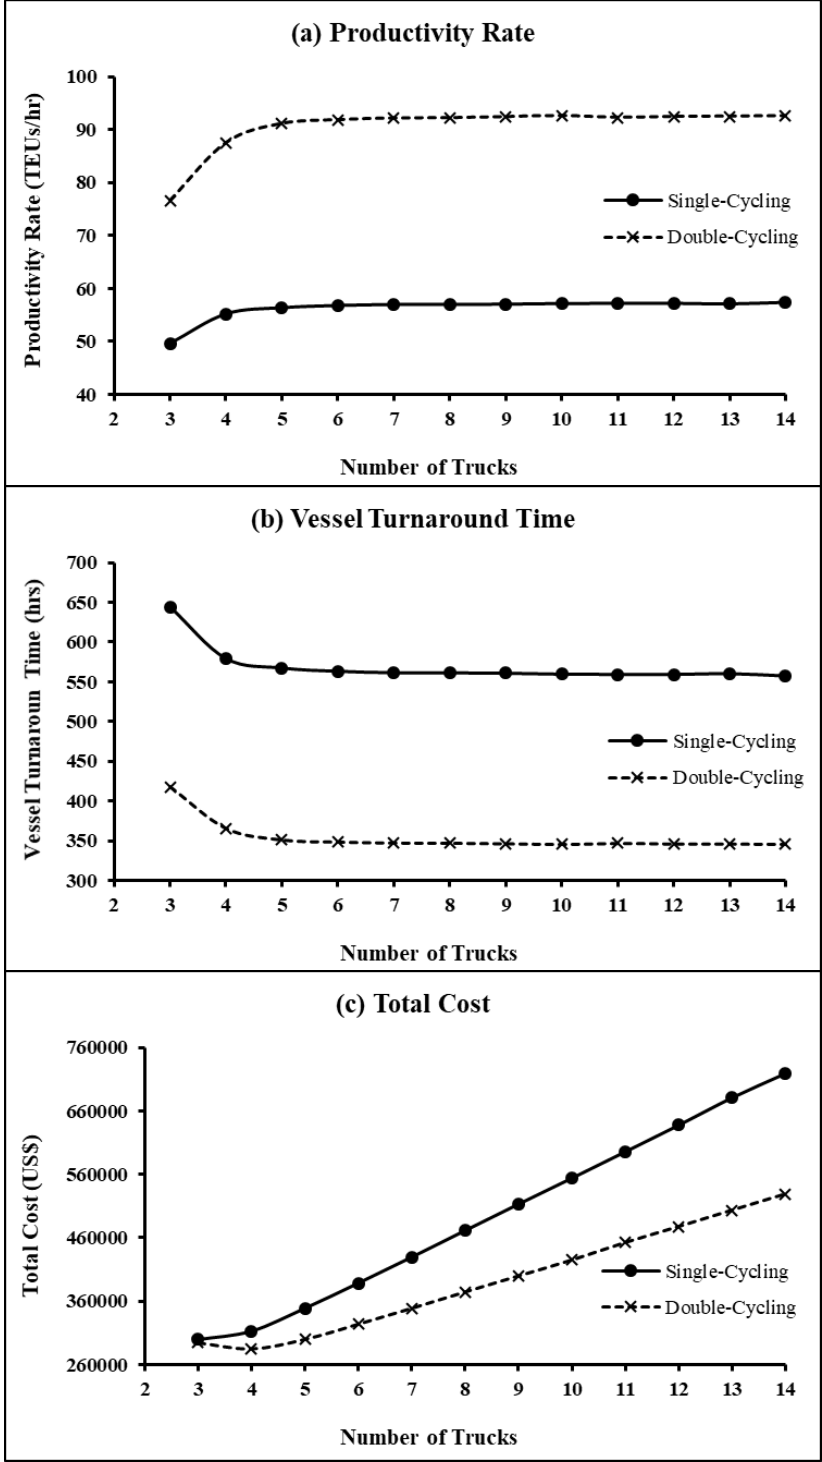 (a) Productivity Rate
Productivity Rate (TEUs/hr)
100
90
80
70
60
50
40
Single-Cycling
Double-Cycling
2 3 4 5 6 7 8 9 10 11 12 13 14
Number of Trucks
(b) Vessel Turnaround Time
Vessel Turnaroun Time (hrs)
700
650
600
550
500
450
400
350
300
Single-Cycling
Double-Cycling
2 3 4 5 6 7 8 9 10 11 12 13 14
Number of Trucks
(c) Total Cost
Total Cost (US$)
760000
660000
560000
460000
360000
260000
Single-Cycling
Double-Cycling
2 3 4 5 6 7 8 9 10 11 12 13 14
Number of Trucks